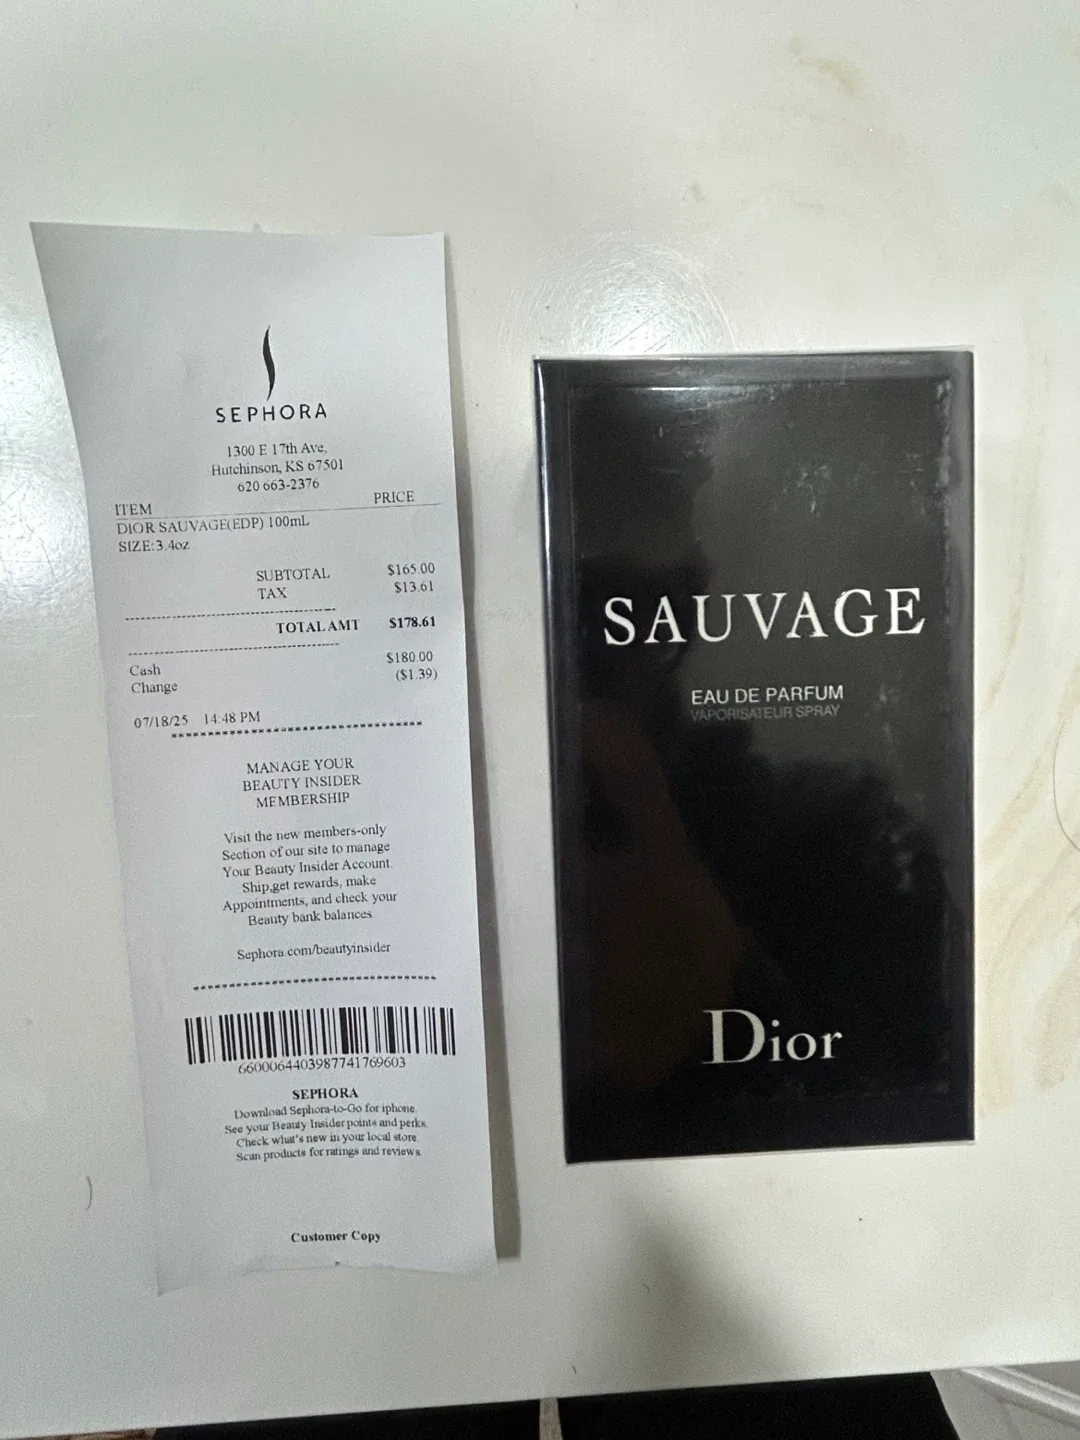 SEPHORA
1300 E 17th Ave,
Hutchinson, KS 67501
620 663-2376
ITEM PRICE
DIOR SAUVAGE(EDP) 100mL
SIZE:3.4oz
SUBTOTAL $165.00
TAX $13.61
TOTAL AMT $178.61
Cash $180.00
Change ($1.39)
07/18/25 14:48 PM
MANAGE YOUR
BEAUTY INSIDER
MEMBERSHIP
Visit the new members-only
Section of our site to manage
Your Beauty Insider Account.
Ship,get rewards, make
Appointments, and check your
Beauty bank balances
Sephora.com/beautyinsider
6600064403987741769603
SEPHORA
Download Sephora-to-Go for iphone.
See your Beauty Insider points and perks.
Check what's new in your local store.
Scan products for ratings and reviews
Customer Copy
SAUVAGE
EAU DE PARFUM
VAPORISATEUR SPRAY
Dior